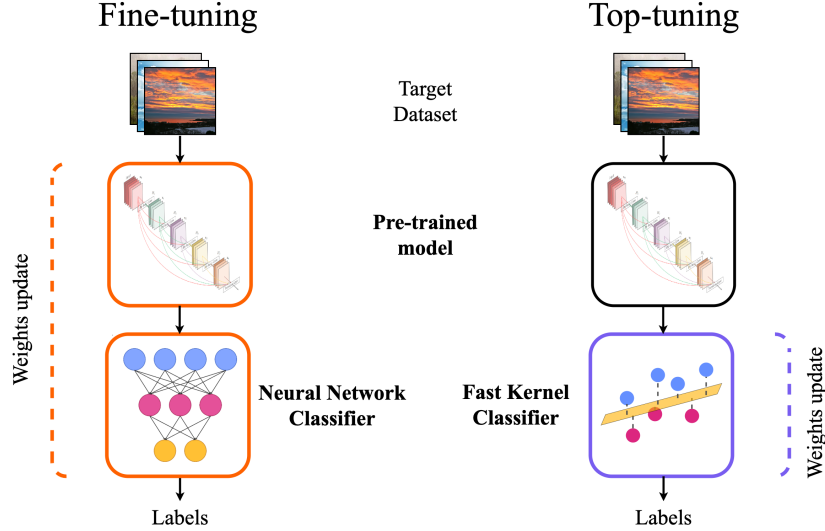 Fine-tuning
Top-tuning
Target
Dataset
Weights update
Pre-trained
model
Neural Network
Classifier
Fast Kernel
Classifier
Weights update
Labels
Labels